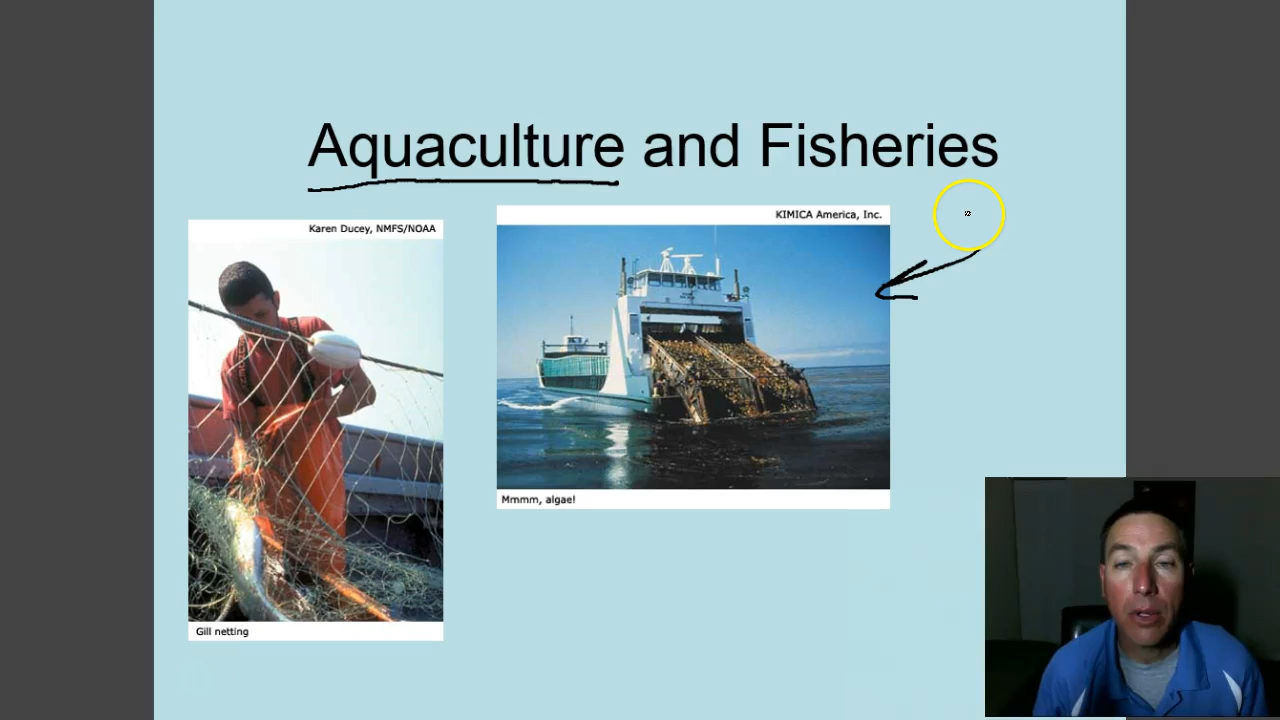 Aquaculture and Fisheries
Karen Ducey, NMFS/NOAA
KIMICA America, Inc.
Mmmm, algae!
Gill netting